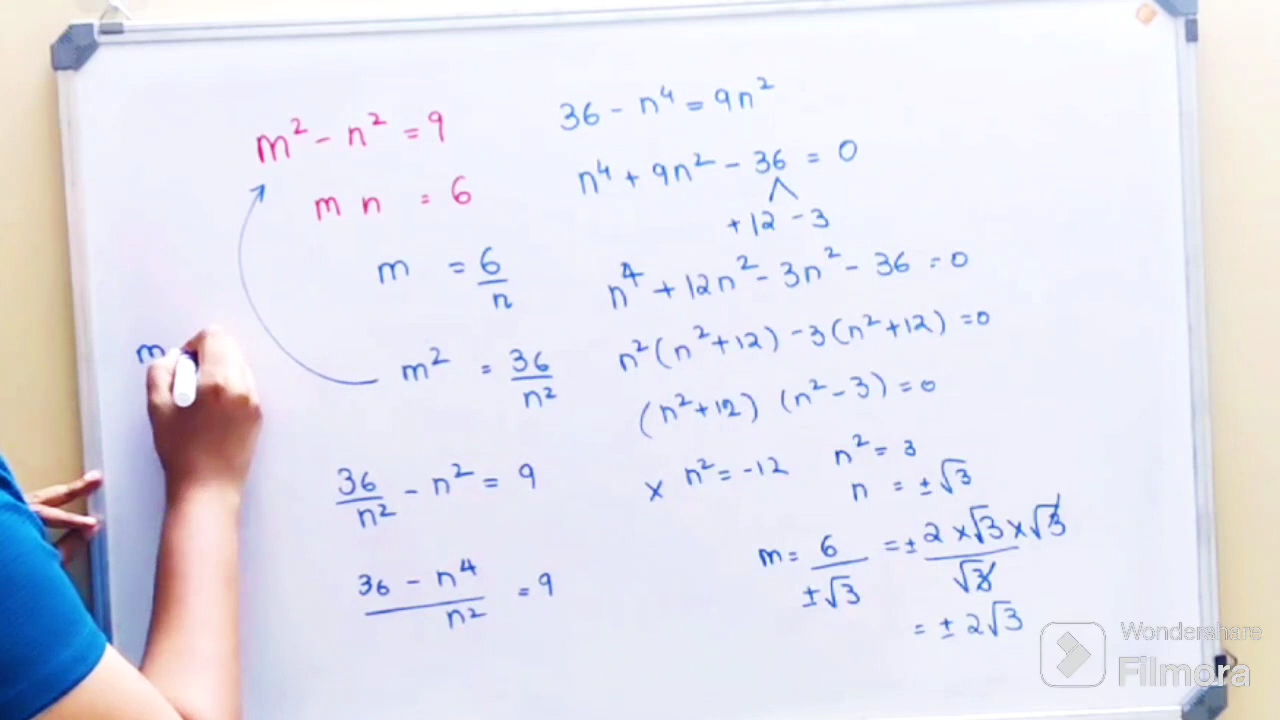 m² - n² = 9
m n = 6
m = 6/n
m² = 36/n²
m
36/n² - n² = 9
(36 - n⁴)/n² = 9
36 - n⁴ = 9n²
n⁴ + 9n² - 36 = 0
+12 -3
n⁴ + 12n² - 3n² - 36 = 0
n²(n²+12) -3(n²+12) = 0
(n²+12) (n²-3) = 0
x n² = -12 n² = 3
n = ±√3
m = 6/±√3 = ± 2×√3×√3/√3
= ± 2√3
Wondershare
Filmora